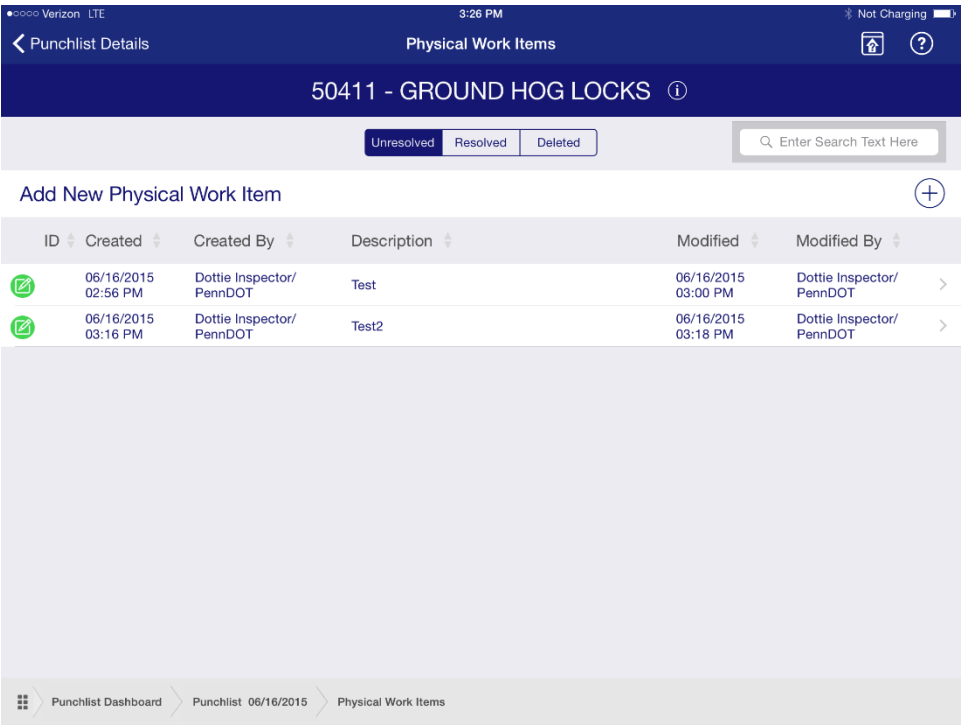 Verizon LTE 3:26 PM Not Charging
Punchlist Details Physical Work Items ?
50411 - GROUND HOG LOCKS i
Unresolved Resolved Deleted Enter Search Text Here
Add New Physical Work Item
ID Created Created By Description Modified Modified By
06/16/2015 Dottie Inspector/ Test 06/16/2015 Dottie Inspector/
02:56 PM PennDOT 03:00 PM PennDOT
06/16/2015 Dottie Inspector/ Test2 06/16/2015 Dottie Inspector/
03:16 PM PennDOT 03:18 PM PennDOT
Punchlist Dashboard Punchlist 06/16/2015 Physical Work Items